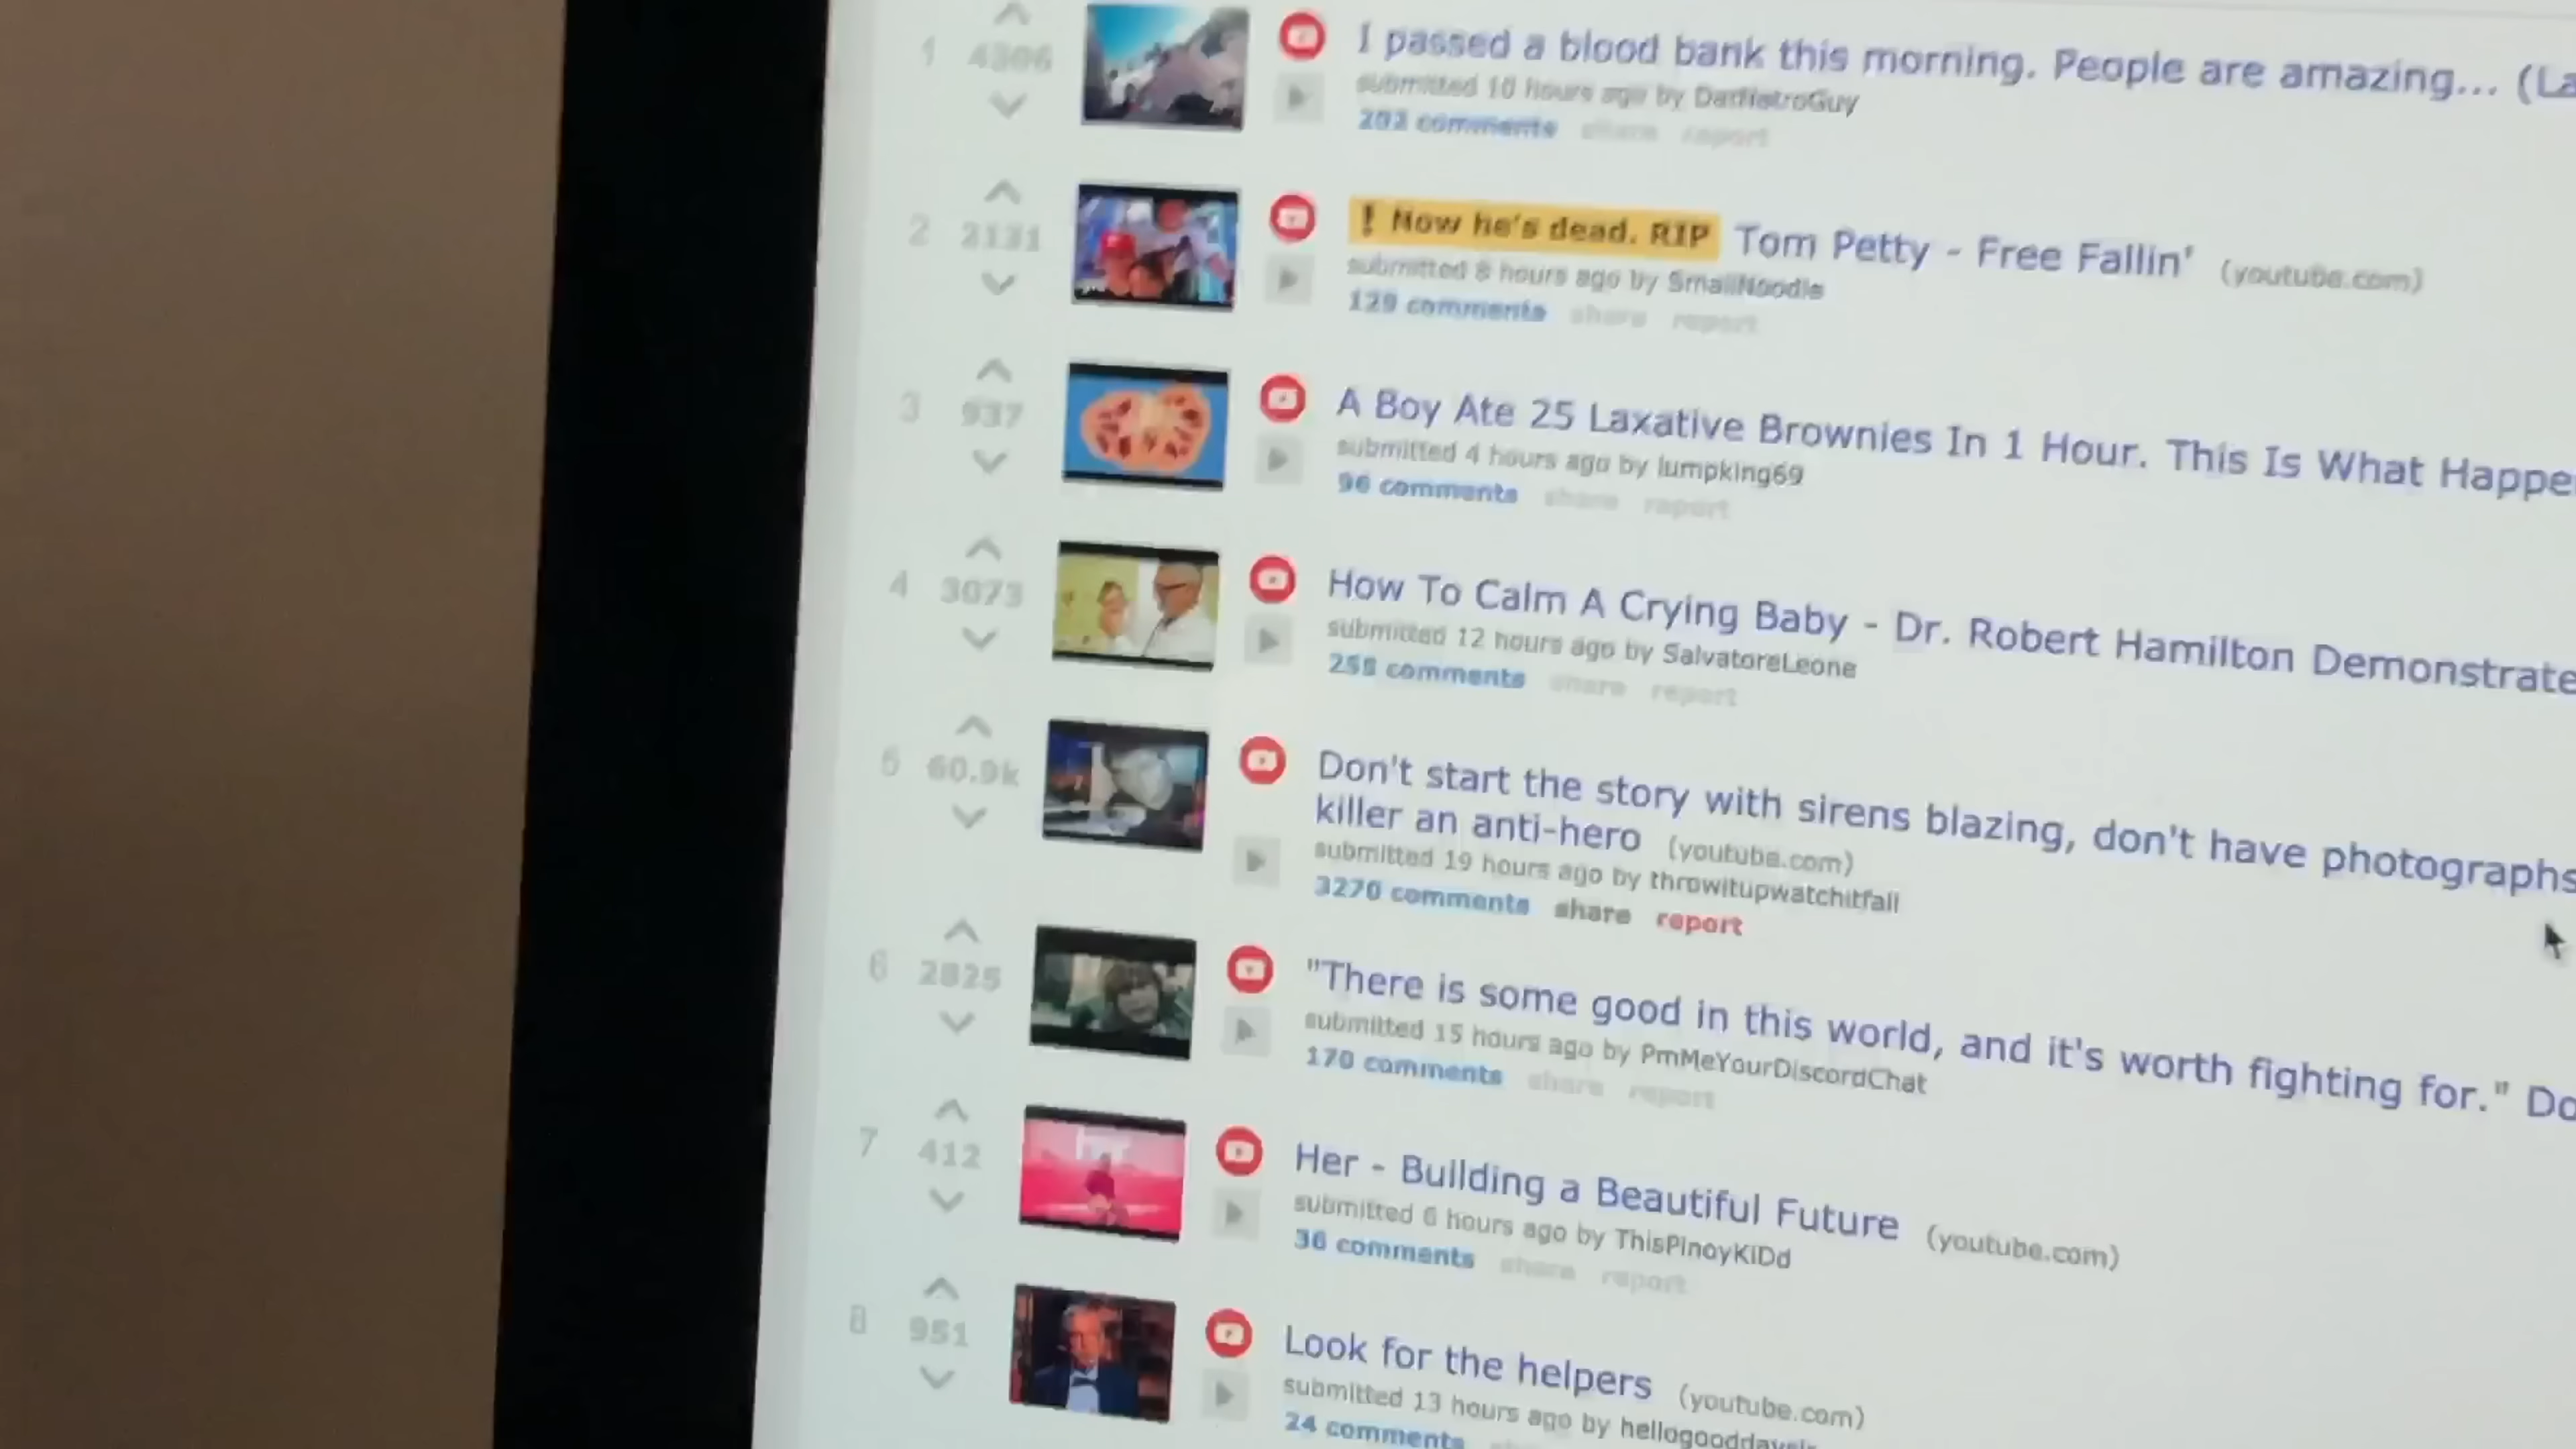 1 4306 I passed a blood bank this morning. People are amazing... (La
submitted 10 hours ago by
202 comments share report
2 2131 ! Now he's dead. RIP Tom Petty - Free Fallin' (youtube.com)
submitted 8 hours ago by SmallNoodle
129 comments share report
3 937 A Boy Ate 25 Laxative Brownies In 1 Hour. This Is What Happe
submitted 4 hours ago by lumpking69
96 comments share report
4 3073 How To Calm A Crying Baby - Dr. Robert Hamilton Demonstrate
submitted 12 hours ago by SalvatoreLeone
258 comments share report
60.9k Don't start the story with sirens blazing, don't have photographs
killer an anti-hero (youtube.com)
submitted 19 hours ago by throwitupwatchitfall
3270 comments share report
6 2825 "There is some good in this world, and it's worth fighting for." Do
submitted 15 hours ago by PmMeYourDiscordChat
170 comments share report
7 412 Her - Building a Beautiful Future (youtube.com)
submitted 6 hours ago by ThisPinoyKiDd
36 comments share report
8 951 Look for the helpers (youtube.com)
submitted 13 hours ago by
24 comments